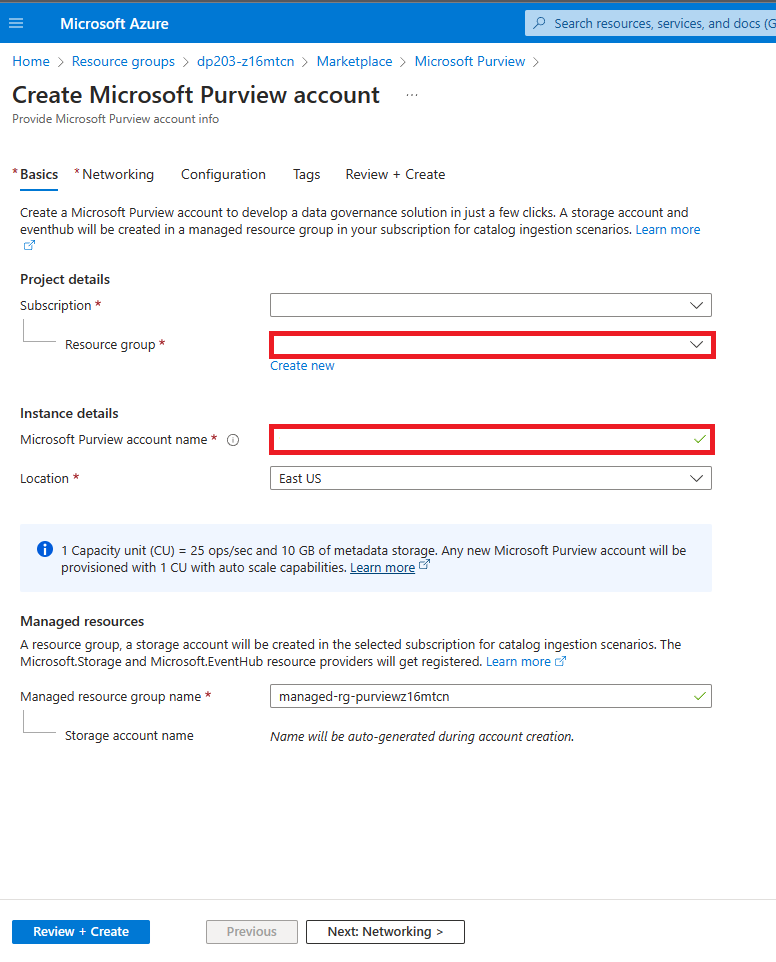 Microsoft Azure
Search resources, services, and docs (G
Home > Resource groups > dp203-z16mtcn > Marketplace > Microsoft Purview >
Create Microsoft Purview account ...
Provide Microsoft Purview account info
* Basics * Networking Configuration Tags Review + Create
Create a Microsoft Purview account to develop a data governance solution in just a few clicks. A storage account and
eventhub will be created in a managed resource group in your subscription for catalog ingestion scenarios. Learn more
Project details
Subscription *
Resource group *
Create new
Instance details
Microsoft Purview account name *
Location * East US
1 Capacity unit (CU) = 25 ops/sec and 10 GB of metadata storage. Any new Microsoft Purview account will be
provisioned with 1 CU with auto scale capabilities. Learn more
Managed resources
A resource group, a storage account will be created in the selected subscription for catalog ingestion scenarios. The
Microsoft.Storage and Microsoft.EventHub resource providers will get registered. Learn more
Managed resource group name * managed-rg-purviewz16mtcn
Storage account name Name will be auto-generated during account creation.
Review + Create Previous Next: Networking >